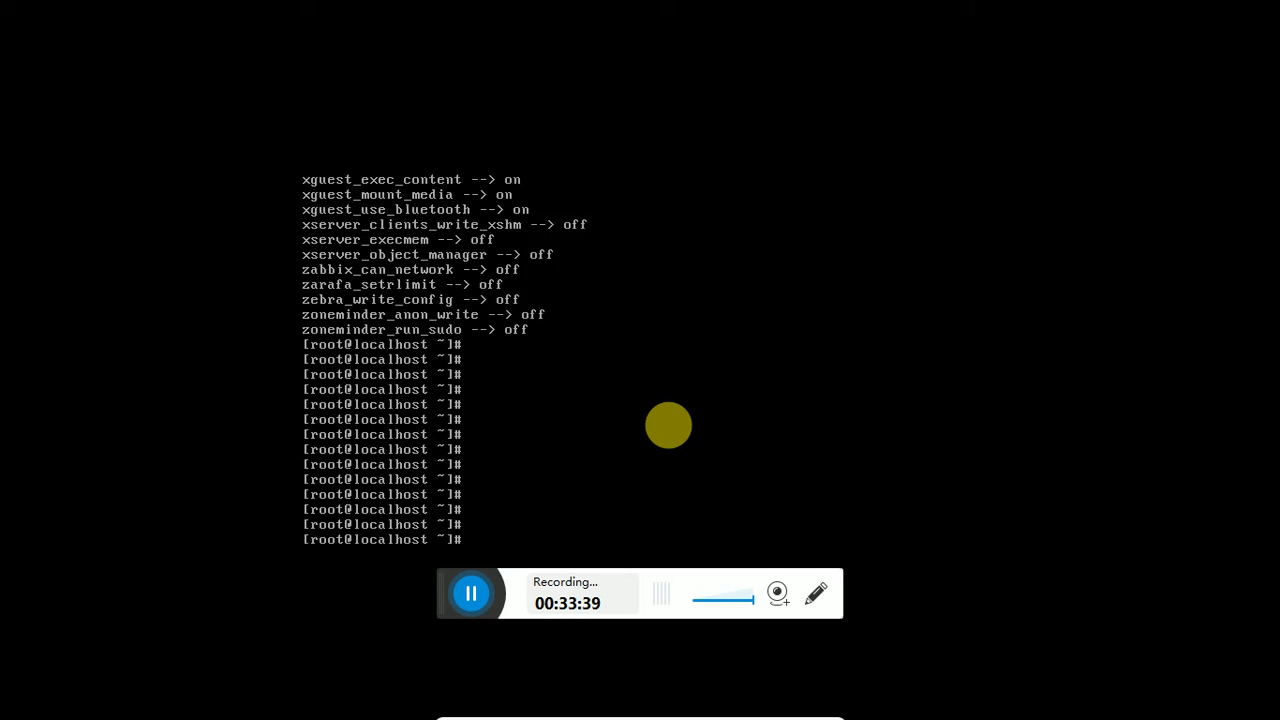 xguest_exec_content --> on
xguest_mount_media --> on
xguest_use_bluetooth --> on
xserver_clients_write_xshm --> off
xserver_execmem --> off
xserver_object_manager --> off
zabbix_can_network --> off
zarafa_setrlimit --> off
zebra_write_config --> off
zoneminder_anon_write --> off
zoneminder_run_sudo --> off
[root@localhost ~]#
[root@localhost ~]#
[root@localhost ~]#
[root@localhost ~]#
[root@localhost ~]#
[root@localhost ~]#
[root@localhost ~]#
[root@localhost ~]#
[root@localhost ~]#
[root@localhost ~]#
[root@localhost ~]#
[root@localhost ~]#
[root@localhost ~]#
[root@localhost ~]#
Recording...
00:33:39